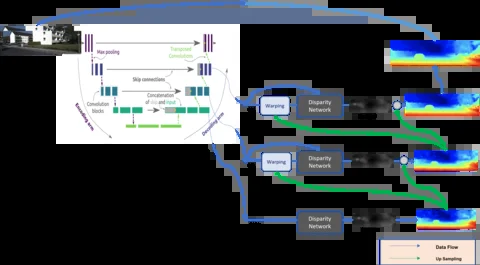 Max pooling
Transposed
Convolutions
Skip connections
Convolution
blocks
Concatenation
of skip and input
Encoding arm
Decoding arm
Warping
Disparity
Network
Warping
Disparity
Network
Disparity
Network
Data Flow
Up Sampling